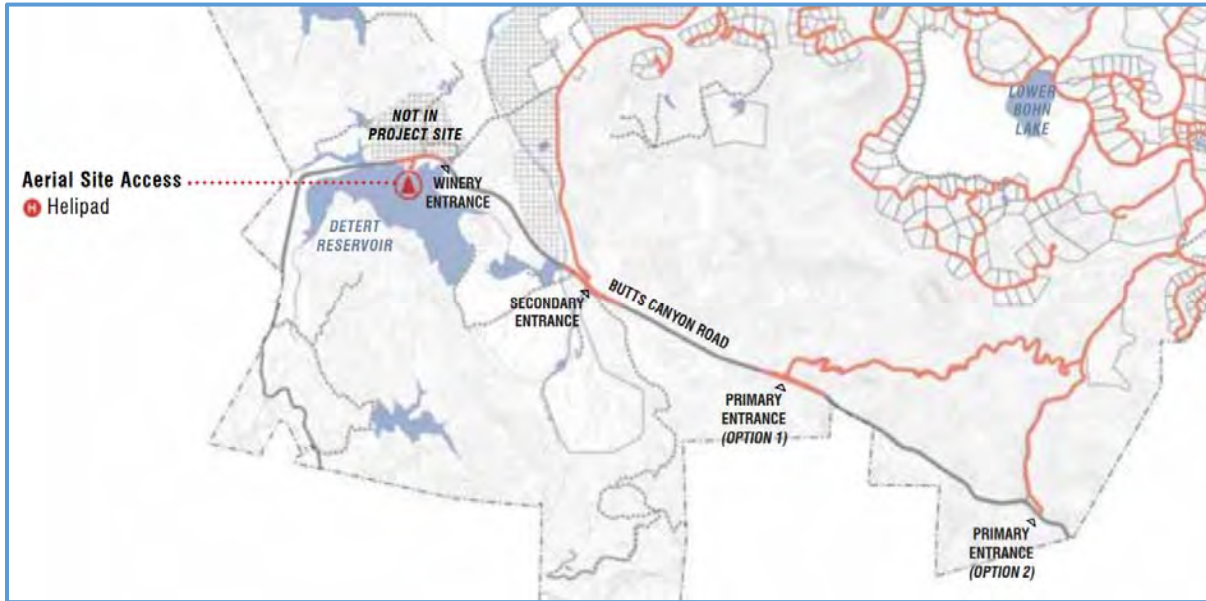 LOWER
BOHN
LAKE
NOT IN
PROJECT SITE
Aerial Site Access
H Helipad
WINERY
ENTRANCE
DETERT
RESERVOIR
SECONDARY
ENTRANCE
BUTTS CANYON ROAD
PRIMARY
ENTRANCE
(OPTION 1)
PRIMARY
ENTRANCE
(OPTION 2)